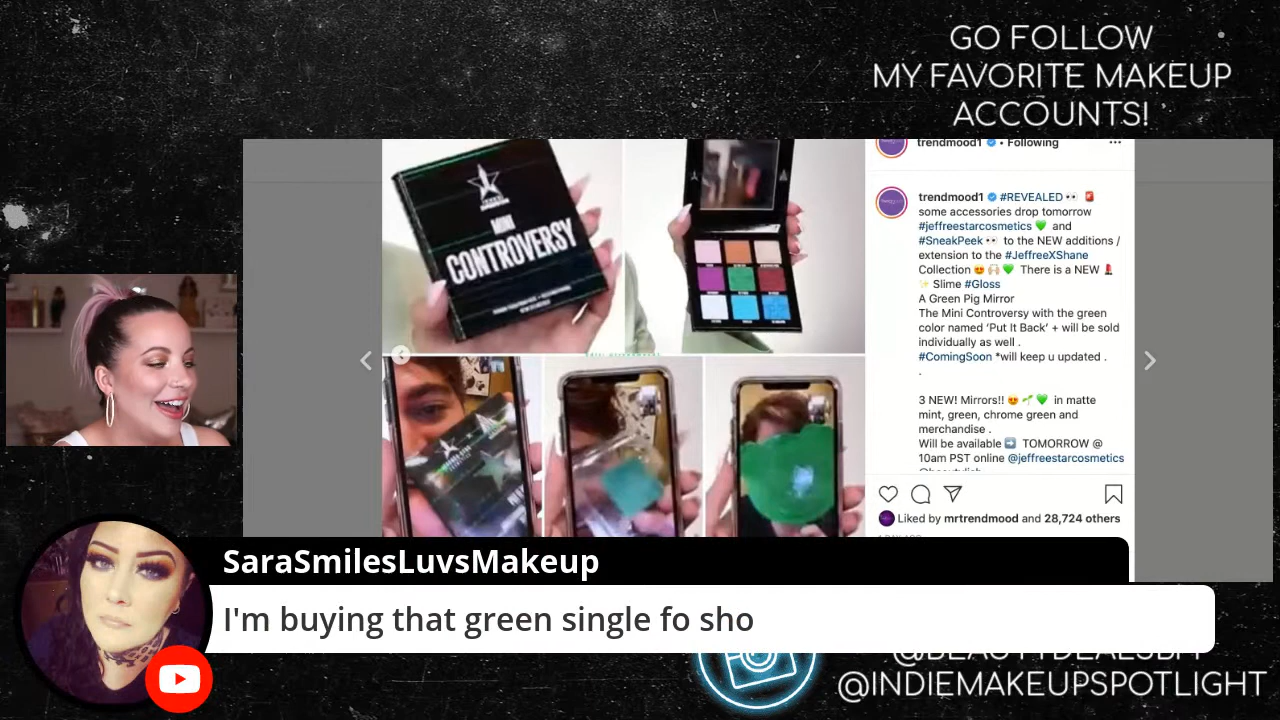 GO FOLLOW
MY FAVORITE MAKEUP
ACCOUNTS!
trendmood1 • Following
trendmood1 #REVEALED 👀 🚨
some accessories drop tomorrow
#jeffreestarcosmetics 💚 and
#SneakPeek 👀 to the NEW additions /
extension to the #JeffreeXShane
Collection 😍 🙌🏻 💚 There is a NEW 💄
✨ Slime #Gloss
A Green Pig Mirror
The Mini Controversy with the green
color named ‘Put It Back’ + will be sold
individually as well .
#ComingSoon *will keep u updated .
.
3 NEW! Mirrors!! 😍 🌱 💚 in matte
mint, green, chrome green and
merchandise .
Will be available ➡️ TOMORROW @
10am PST online @jeffreestarcosmetics
Liked by mrtrendmood and 28,724 others
MINI
CONTROVERSY
SaraSmilesLuvsMakeup
I'm buying that green single fo sho
@INDIEMAKEUPSPOTLIGHT